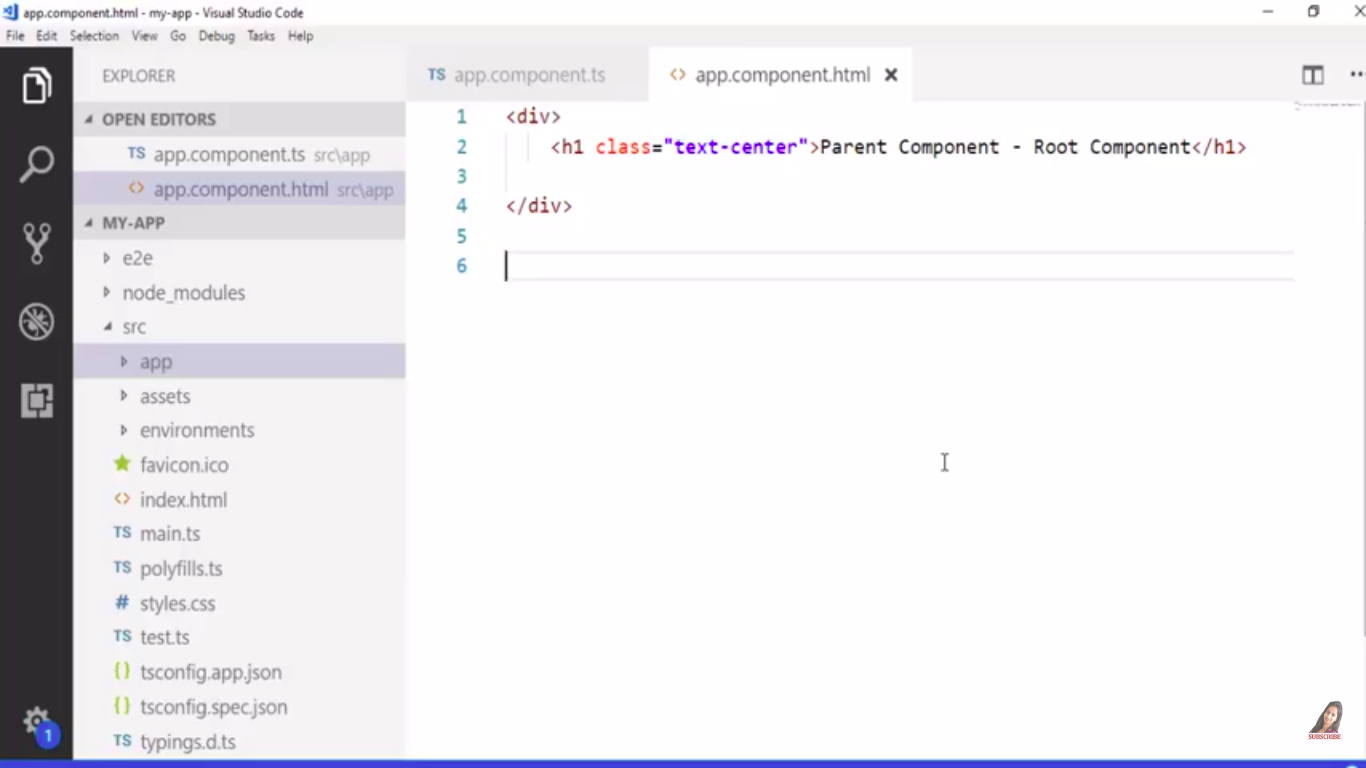 app.component.html - my-app - Visual Studio Code
File Edit Selection View Go Debug Tasks Help
EXPLORER
TS app.component.ts
<> app.component.html
OPEN EDITORS
TS app.component.ts src\app
<> app.component.html src\app
MY-APP
e2e
node_modules
src
app
assets
environments
favicon.ico
<> index.html
TS main.ts
TS polyfills.ts
# styles.css
TS test.ts
{} tsconfig.app.json
{} tsconfig.spec.json
TS typings.d.ts
1
1 <div>
2 <h1 class="text-center">Parent Component - Root Component</h1>
3
4 </div>
5
6
SUBSCRIBE